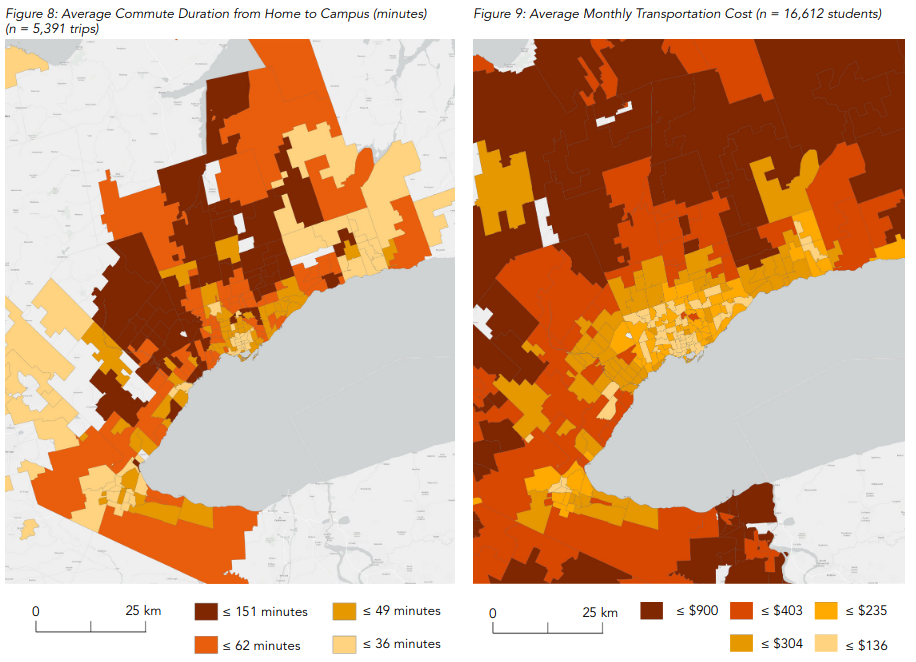 Figure 8: Average Commute Duration from Home to Campus (minutes)
(n = 5,391 trips)
Figure 9: Average Monthly Transportation Cost (n = 16,612 students)
0 25 km
≤ 151 minutes
≤ 49 minutes
≤ 62 minutes
≤ 36 minutes
0 25 km
≤ $900
≤ $403
≤ $235
≤ $304
≤ $136